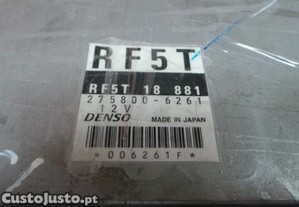 RF5T
RF5T 18 881
275800-6261
12V
DENSO MADE IN JAPAN
*006261F*
CustoJusto.pt